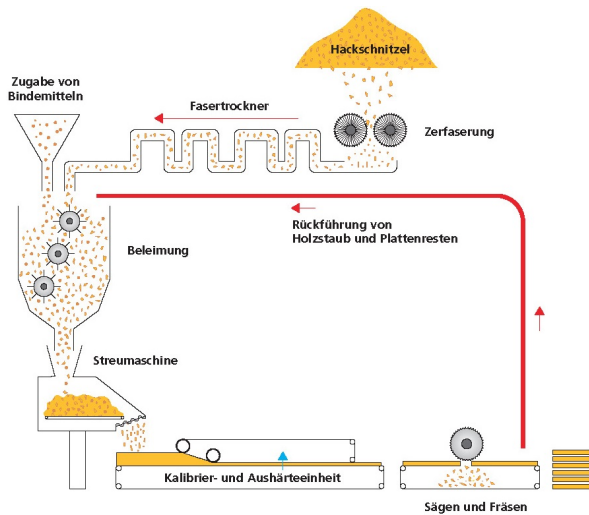 Hackschnitzel
Zugabe von
Bindemitteln
Fasertrockner
Zerfaserung
Rückführung von
Holzstaub und Plattenresten
Beleimung
Streumaschine
Kalibrier- und Aushärteeinheit
Sägen und Fräsen